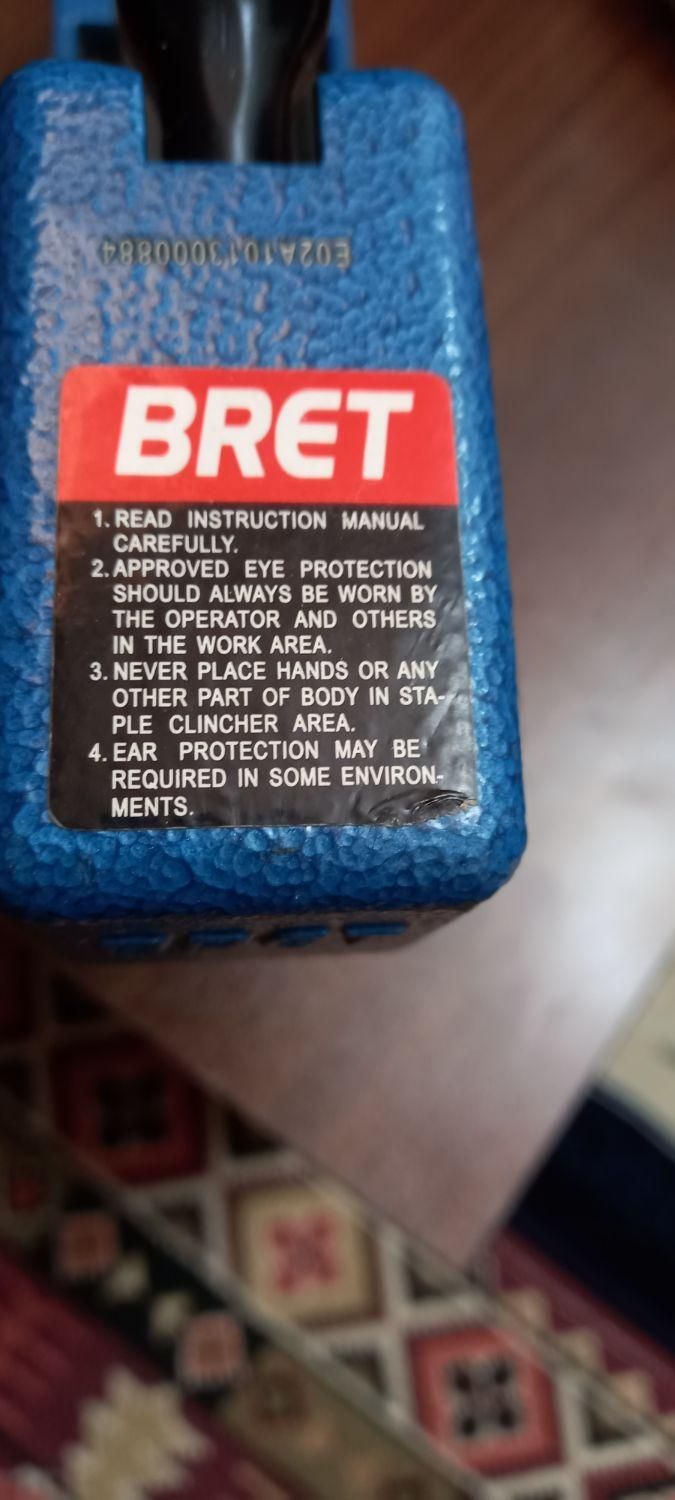 E02A1013000884
BRET
1. READ INSTRUCTION MANUAL
CAREFULLY.
2. APPROVED EYE PROTECTION
SHOULD ALWAYS BE WORN BY
THE OPERATOR AND OTHERS
IN THE WORK AREA.
3. NEVER PLACE HANDS OR ANY
OTHER PART OF BODY IN STA-
PLE CLINCHER AREA.
4. EAR PROTECTION MAY BE
REQUIRED IN SOME ENVIRON-
MENTS.